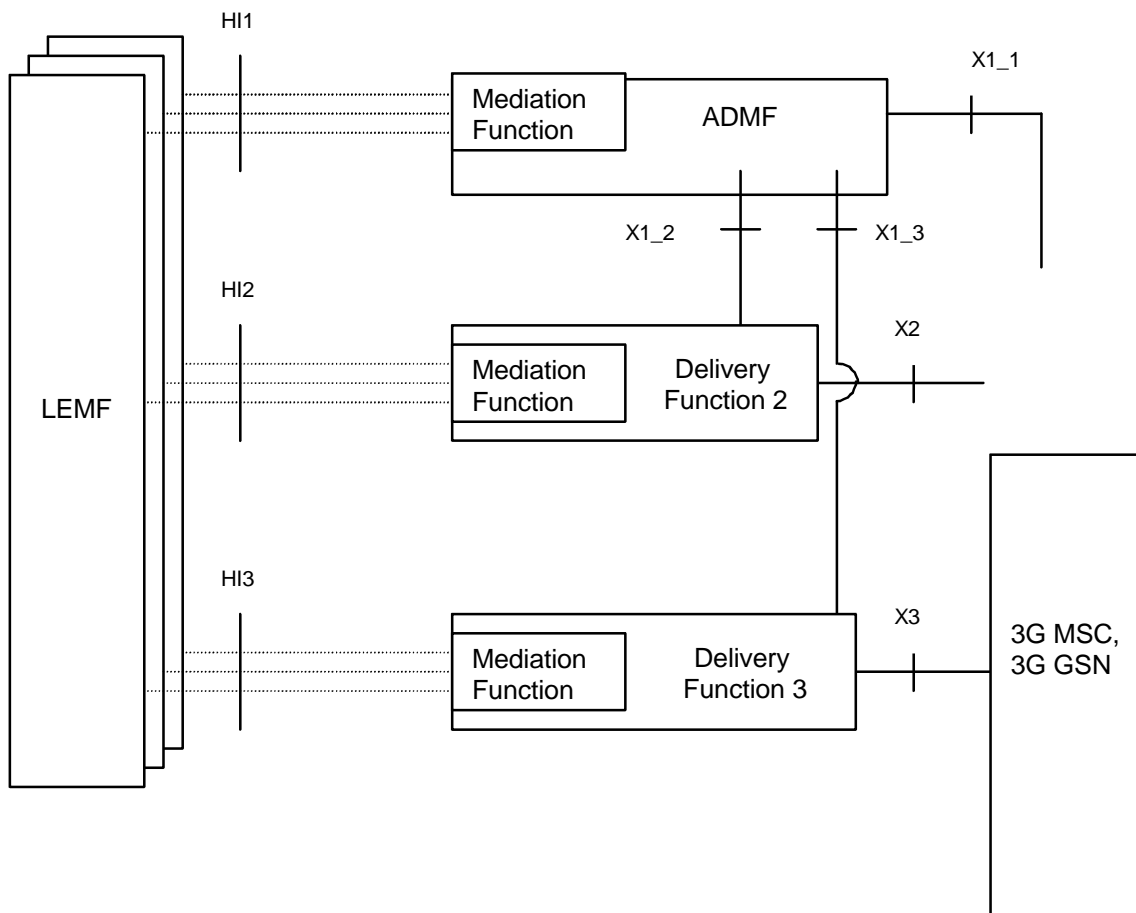 HI1
X1_1
Mediation
Function
ADMF
X1_2
X1_3
HI2
X2
LEMF
Mediation
Function
Delivery
Function 2
HI3
X3
Mediation
Function
Delivery
Function 3
3G MSC,
3G GSN